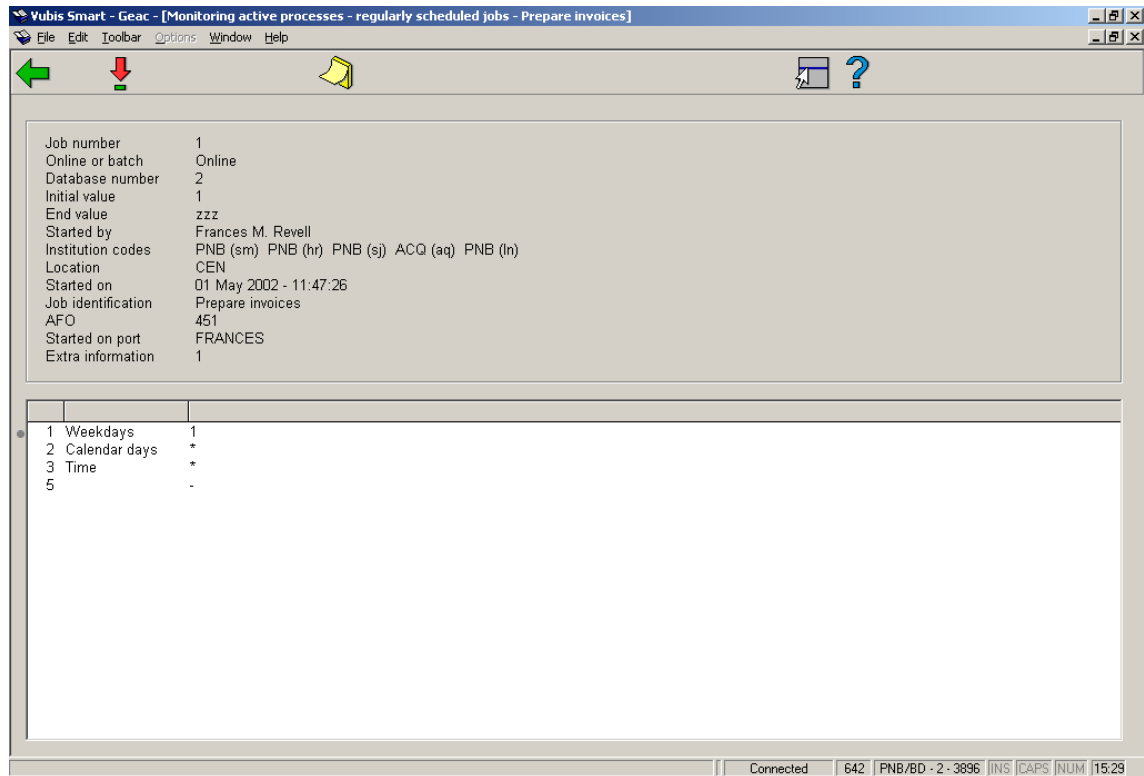 Vubis Smart - Geac - [Monitoring active processes - regularly scheduled jobs - Prepare invoices]
File Edit Toolbar Options Window Help
Job number 1
Online or batch Online
Database number 2
Initial value 1
End value zzz
Started by Frances M. Revell
Institution codes PNB (sm) PNB (hr) PNB (sj) ACQ (aq) PNB (ln)
Location CEN
Started on 01 May 2002 - 11:47:26
Job identification Prepare invoices
AFO 451
Started on port FRANCES
Extra information 1
1 Weekdays 1
2 Calendar days *
3 Time *
5 -
Connected 642 PNB/BD - 2 - 3896 INS CAPS NUM 15:29